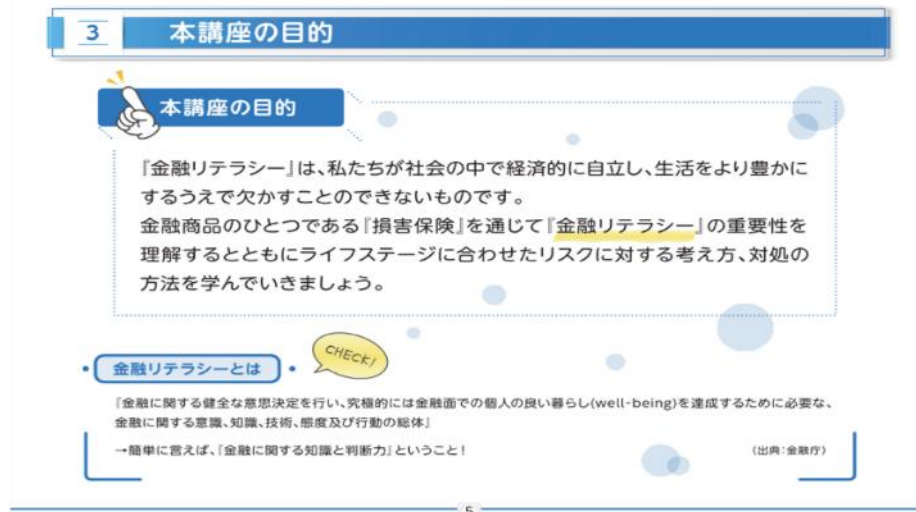 3 本講座の目的
本講座の目的
『金融リテラシー』は、私たちが社会の中で経済的に自立し、生活をより豊かに
するうえで欠かすことのできないものです。
金融商品のひとつである『損害保険』を通じて『金融リテラシー』の重要性を
理解するとともにライフステージに合わせたリスクに対する考え方、対処の
方法を学んでいきましょう。
金融リテラシーとは
CHECK!
『金融に関する健全な意思決定を行い、究極的には金融面での個人の良い暮らし(well-being)を達成するために必要な、
金融に関する意識、知識、技術、態度及び行動の総体』
→簡単に言えば、『金融に関する知識と判断力』ということ!
(出典:金融庁)
5